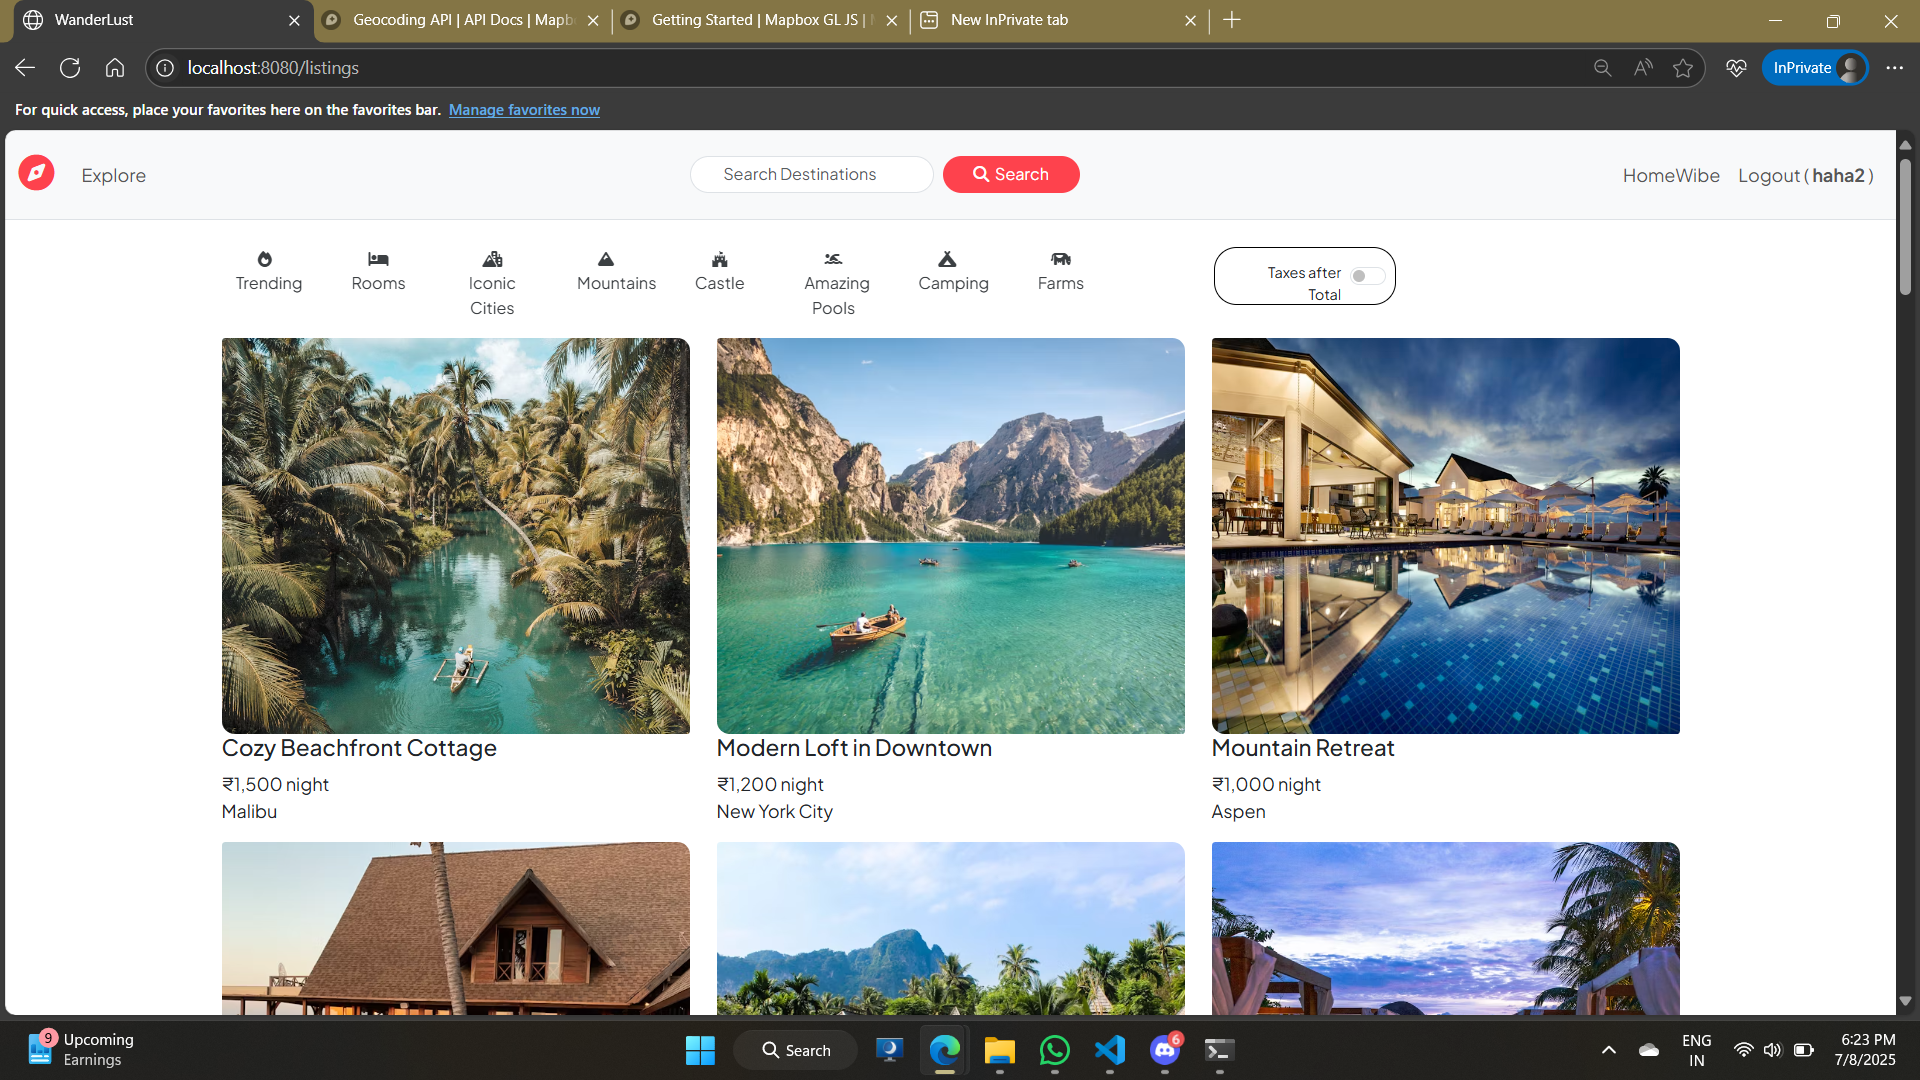 WanderLust
Geocoding API | API Docs | Mapb
Getting Started | Mapbox GL JS |
New InPrivate tab
localhost:8080/listings
InPrivate
For quick access, place your favorites here on the favorites bar. Manage favorites now
Explore
Search Destinations
Search
HomeWibe
Logout ( haha2 )
Trending
Rooms
Iconic
Cities
Mountains
Castle
Amazing
Pools
Camping
Farms
Taxes after
Total
Cozy Beachfront Cottage
₹1,500 night
Malibu
Modern Loft in Downtown
₹1,200 night
New York City
Mountain Retreat
₹1,000 night
Aspen
9
Upcoming
Earnings
Search
6
ENG
IN
6:23 PM
7/8/2025